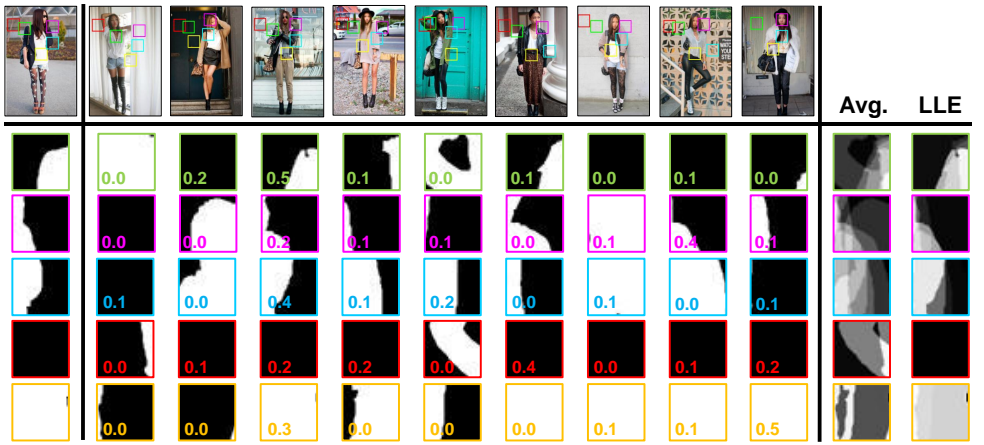 WAIT
YOUR
STEP
Avg. LLE
0.0 0.2 0.5 0.1 0.0 0.1 0.0 0.1 0.0
0.0 0.0 0.2 0.1 0.1 0.0 0.1 0.4 0.1
0.1 0.0 0.4 0.1 0.2 0.0 0.1 0.0 0.1
0.0 0.1 0.2 0.2 0.0 0.4 0.0 0.1 0.2
0.0 0.0 0.3 0.0 0.0 0.0 0.1 0.1 0.5